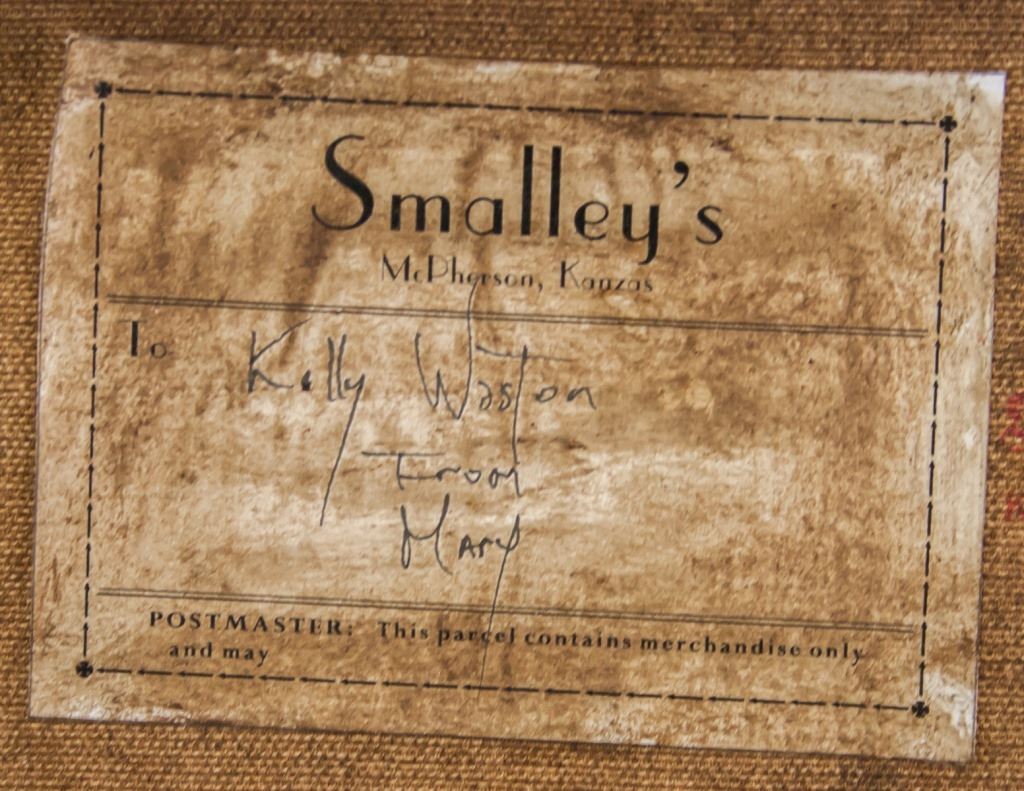 Smalley's
McPherson, Kanzas
To Kelly Waston
From
Mary
POSTMASTER: This parcel contains merchandise only
and may